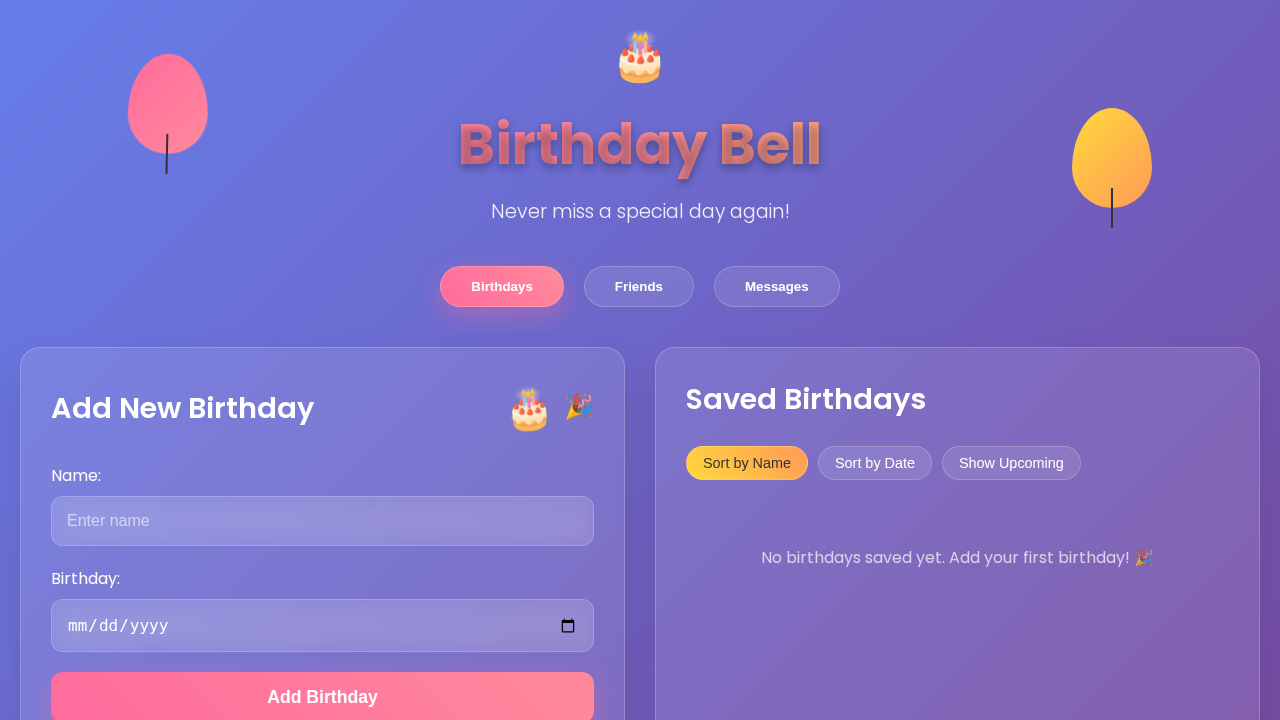 Birthday Bell
Never miss a special day again!
Birthdays
Friends
Messages
Add New Birthday
Name:
Enter name
Birthday:
mm/dd/yyyy
Add Birthday
Saved Birthdays
Sort by Name
Sort by Date
Show Upcoming
No birthdays saved yet. Add your first birthday! 🎉